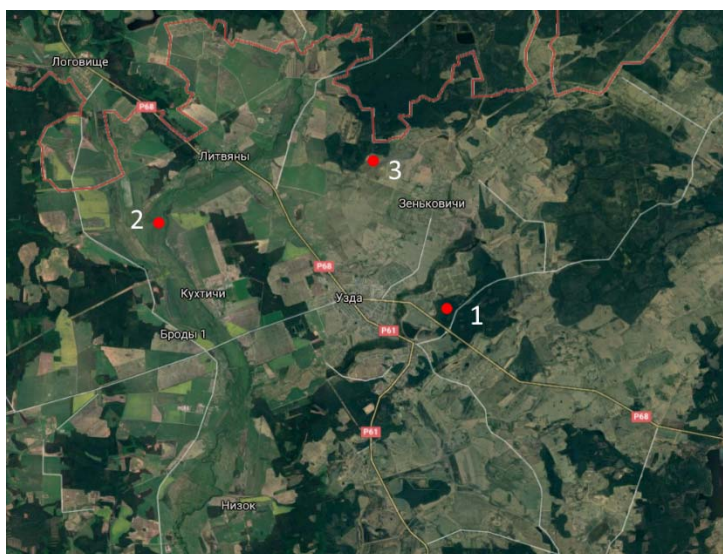 Логовище
P68
Литвяны
3
Зеньковичи
2
P68
Кухтичи
Узда
1
P61
Броды 1
P68
P61
Низок